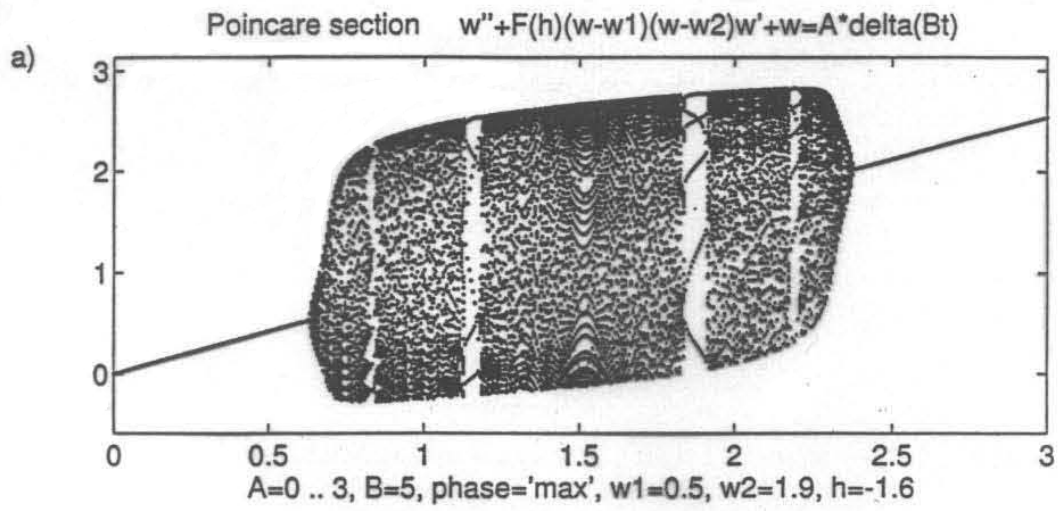 Poincare section w''+F(h)(w-w1)(w-w2)w'+w=A*delta(Bt)
a)
3
2
1
0
0 0.5 1 1.5 2 2.5 3
A=0 .. 3, B=5, phase='max', w1=0.5, w2=1.9, h=-1.6